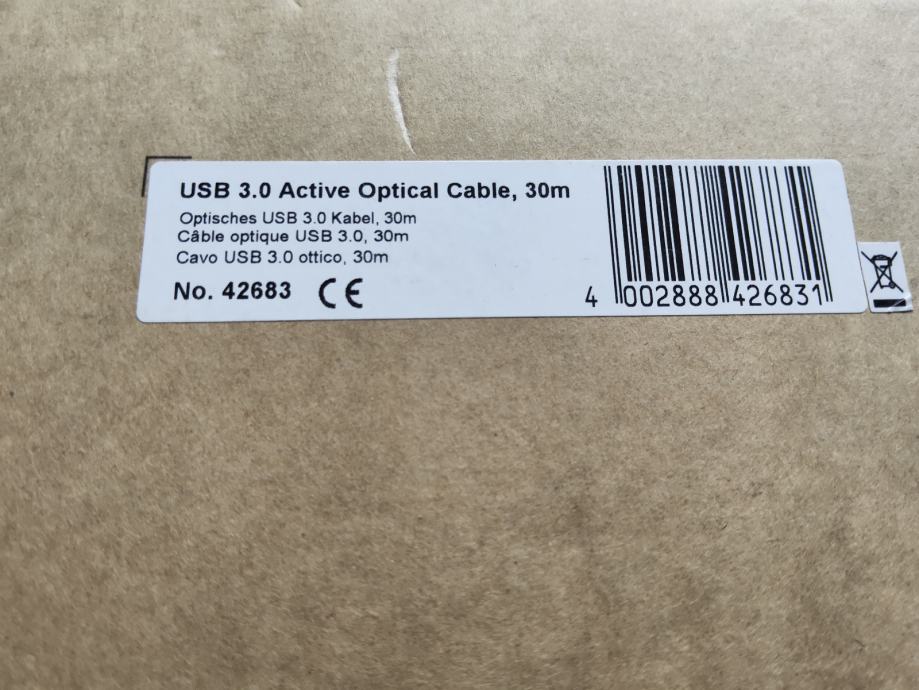 USB 3.0 Active Optical Cable, 30m
Optisches USB 3.0 Kabel, 30m
Câble optique USB 3.0, 30m
Cavo USB 3.0 ottico, 30m
No. 42683 CE
4 002888 426831